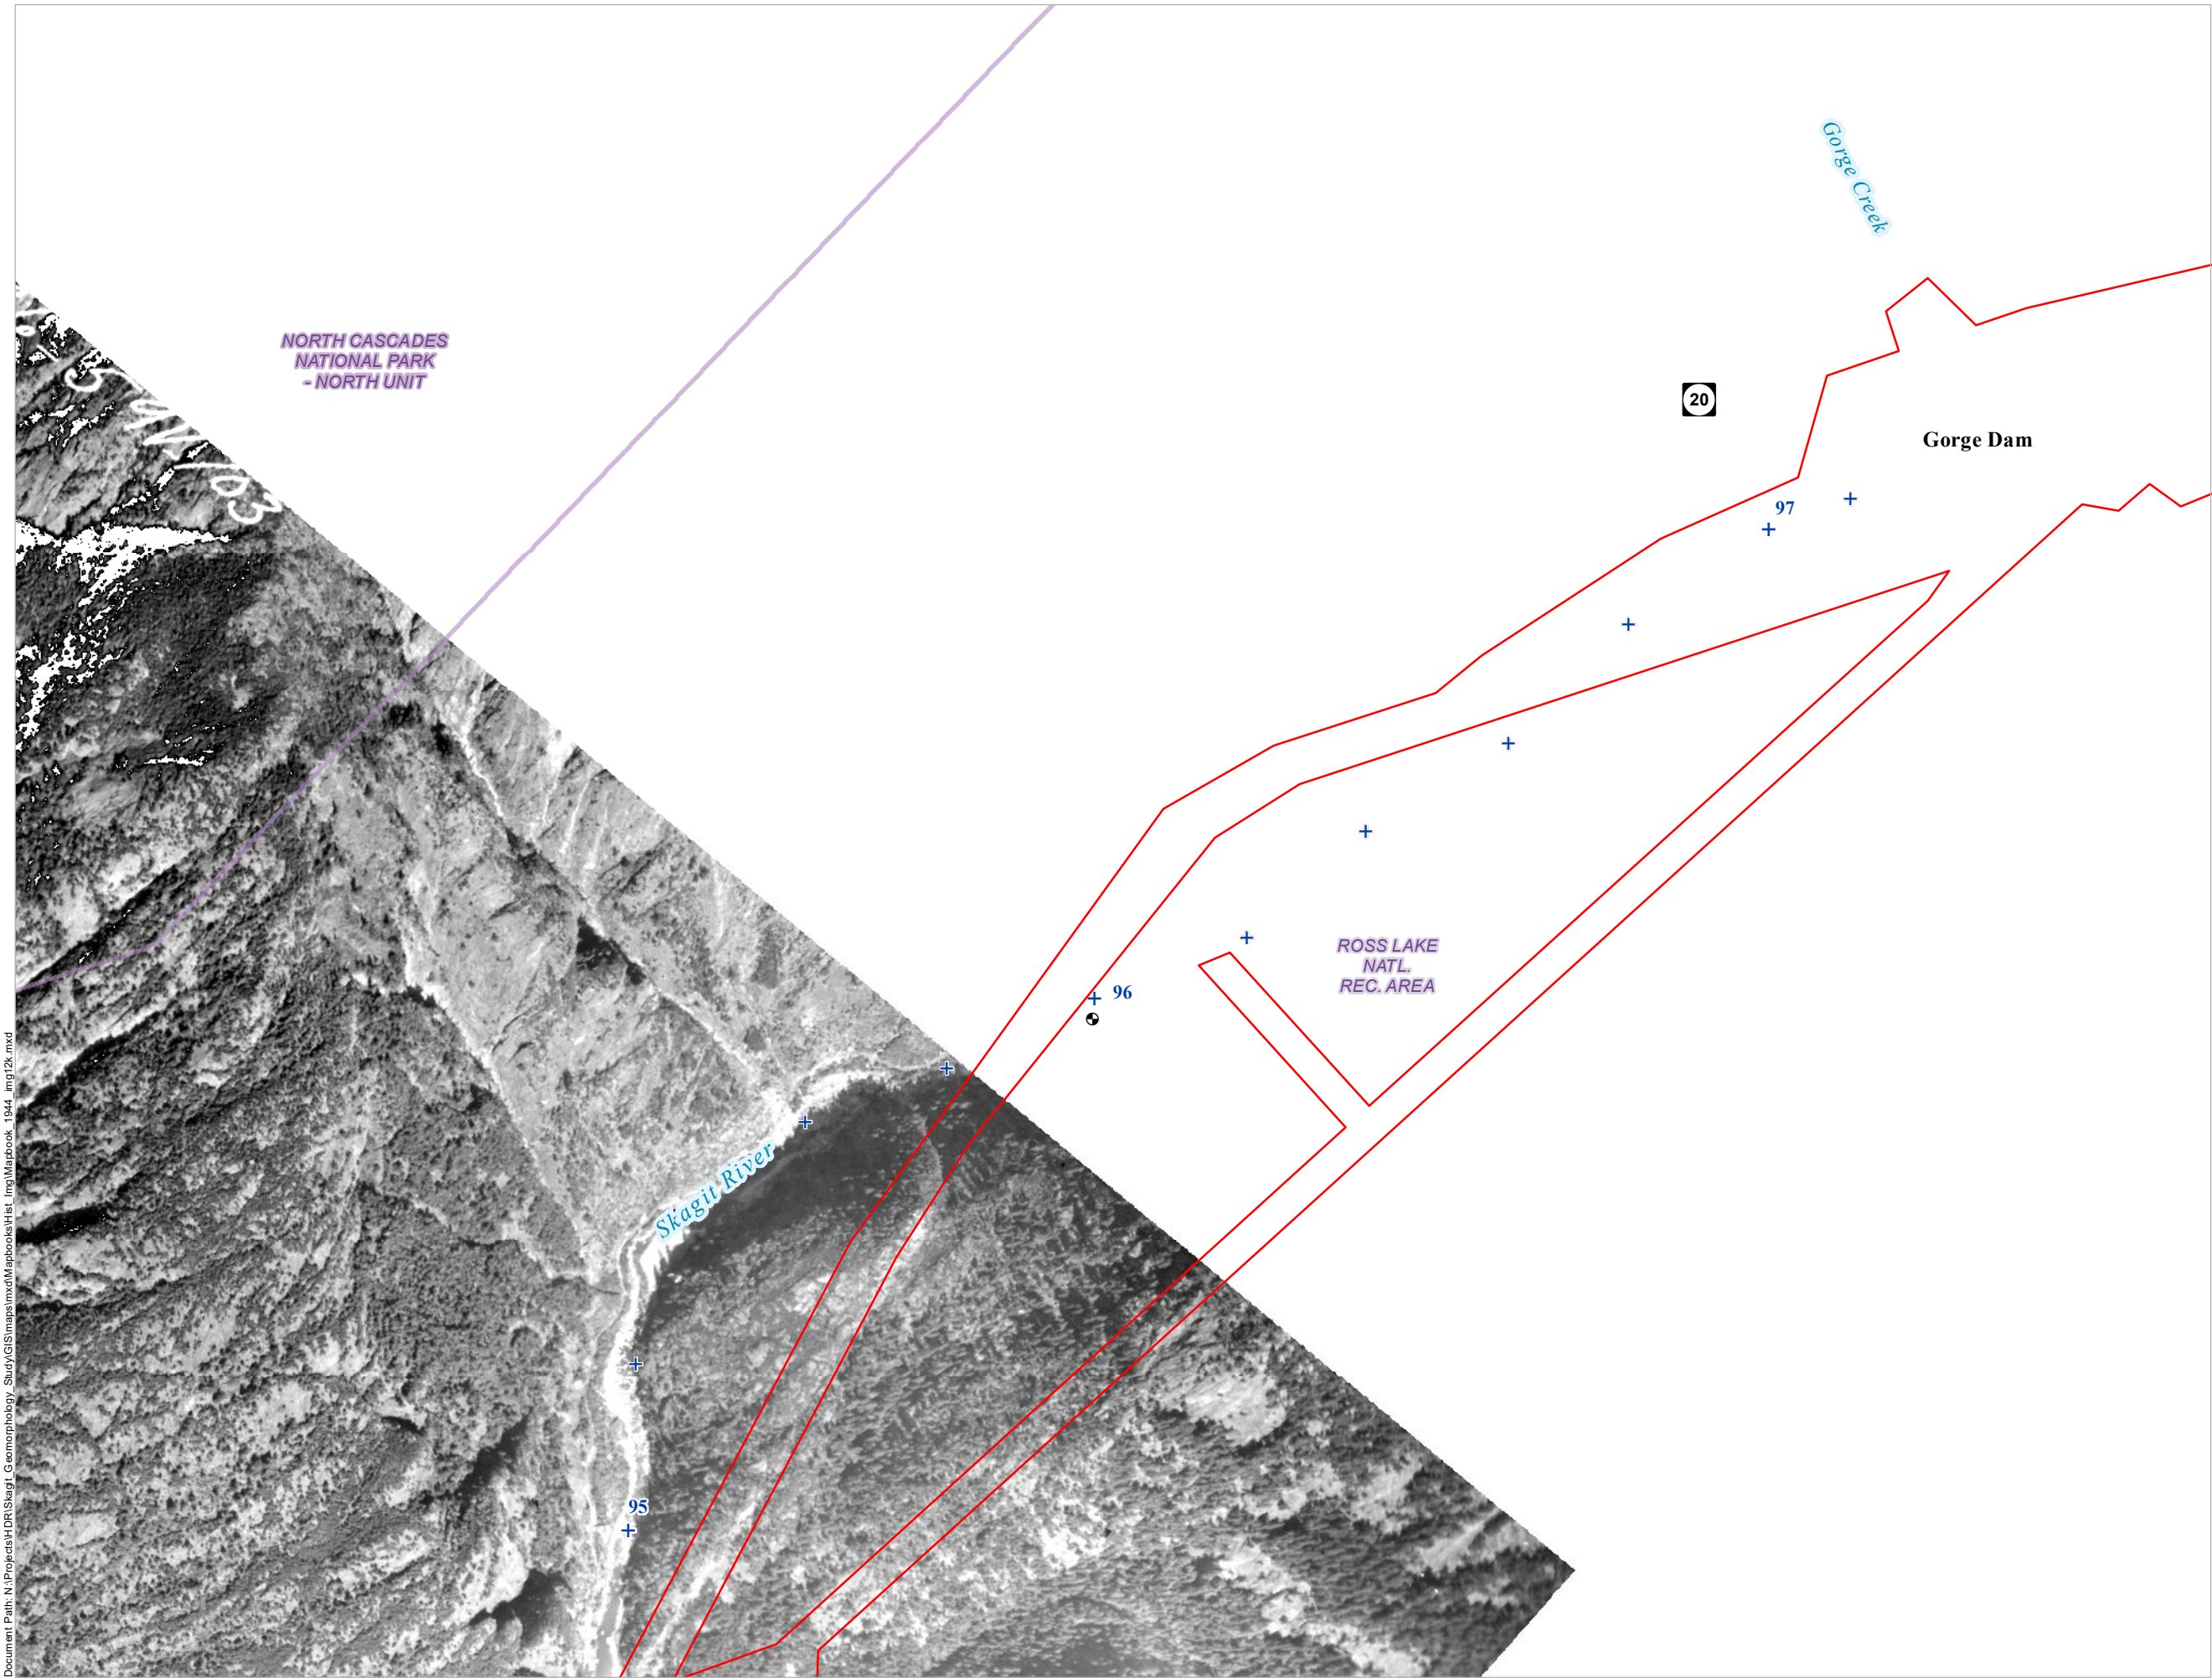 Gorge Creek
NORTH CASCADES
NATIONAL PARK
- NORTH UNIT
20
Gorge Dam
97
ROSS LAKE
NATL.
REC. AREA
96
Skagit River
95
Document Path: N:\Projects\HDR\Skagit_Geomorphology_Study\GIS\maps\mxd\Mapbooks\Hist_Img\Mapbook_1944_img12k.mxd